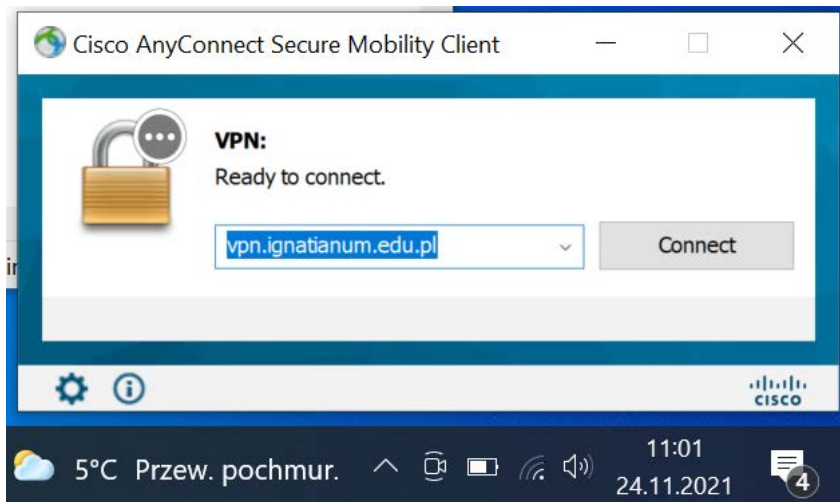 Cisco AnyConnect Secure Mobility Client
VPN:
Ready to connect.
vpn.ignatianum.edu.pl
Connect
CISCO
5°C Przew. pochmur.
11:01
24.11.2021
4